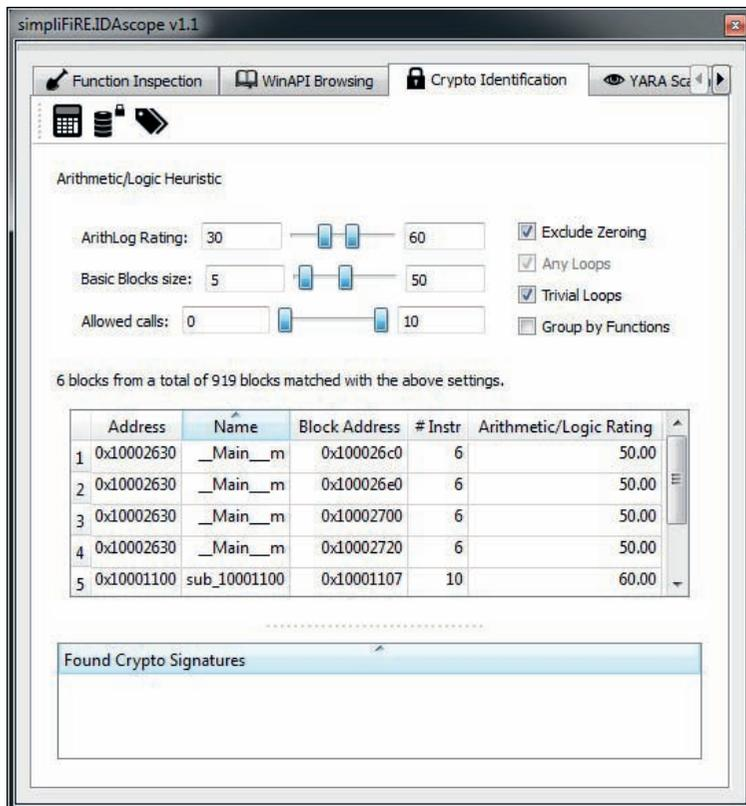 simpliFiRE.IDAscope v1.1
Function Inspection WinAPI Browsing Crypto Identification YARA
Arithmetic/Logic Heuristic
ArithLog Rating: 30 60 Exclude Zeroing
Any Loops
Basic Blocks size: 5 50
Trivial Loops
Allowed calls: 0 10
Group by Functions
6 blocks from a total of 919 blocks matched with the above settings.
Address Name Block Address # Instr Arithmetic/Logic Rating
1 0x10002630 __Main__m 0x100026c0 6 50.00
2 0x10002630 __Main__m 0x100026e0 6 50.00
3 0x10002630 __Main__m 0x10002700 6 50.00
4 0x10002630 __Main__m 0x10002720 6 50.00
5 0x10001100 sub_10001100 0x10001107 10 60.00
Found Crypto Signatures